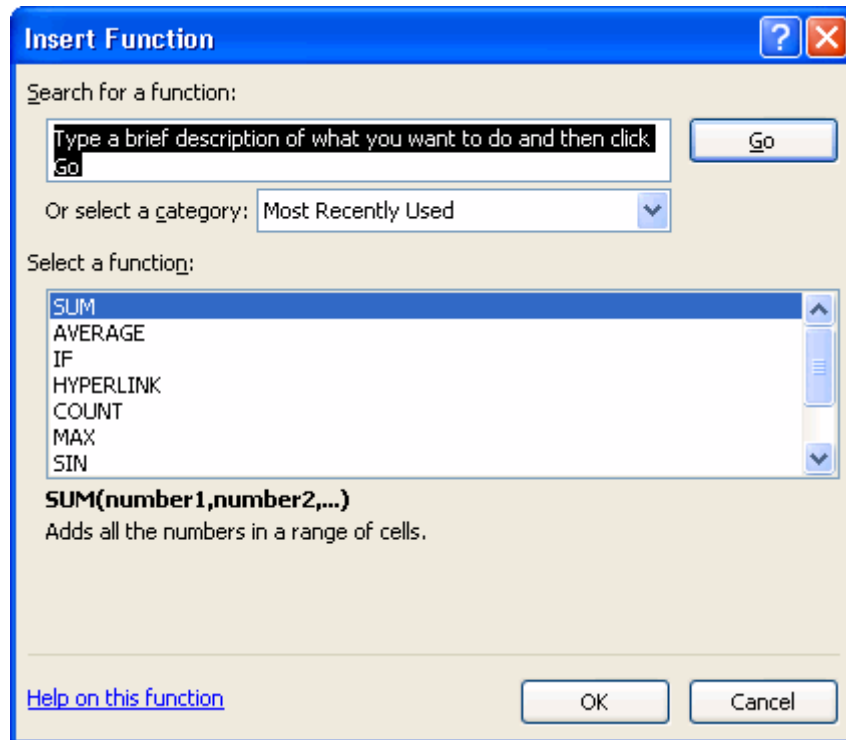 Insert Function
Search for a function:
Type a brief description of what you want to do and then click
Go
Go
Or select a category: Most Recently Used
Select a function:
SUM
AVERAGE
IF
HYPERLINK
COUNT
MAX
SIN
SUM(number1,number2,...)
Adds all the numbers in a range of cells.
Help on this function
OK
Cancel